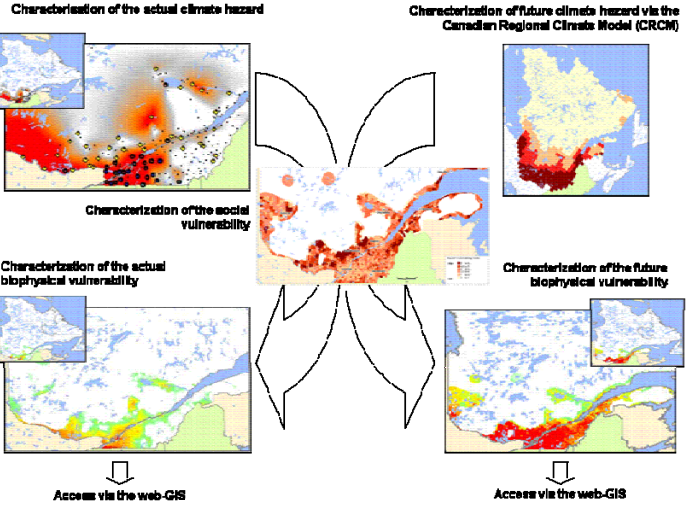 Characterisation of the actual climate hazard
Characterization of future climate hazard via the
Canadian Regional Climate Model (CRCM)
Characterization of the social
vulnerability
Characterization of the actual
biophysical vulnerability
Characterization of the future
biophysical vulnerability
Access via the web-GIS
Access via the web-GIS